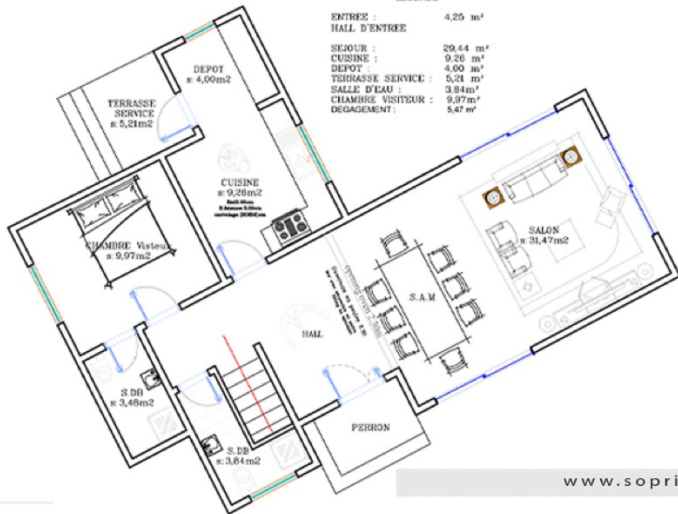 ENTREE : 4,25 m²
HALL D'ENTREE
SEJOUR : 29,44 m²
CUISINE : 9,26 m²
DEPOT : 4,00 m²
TERRASSE SERVICE : 5,21 m²
SALLE D'EAU : 3,84m²
CHAMBRE VISITEUR : 9,97m²
DEGAGEMENT : 5,47 m²
DEPOT
s: 4,00m2
TERRASSE
SERVICE
s: 5,21m2
CUISINE
s: 9,26m2
CHAMBRE Visteur
s: 9,97m2
SALON
s: 31,47m2
S.A.M
HALL
S.DB
s: 3,48m2
S.DB
s: 3,84m2
PERRON
www.sopri